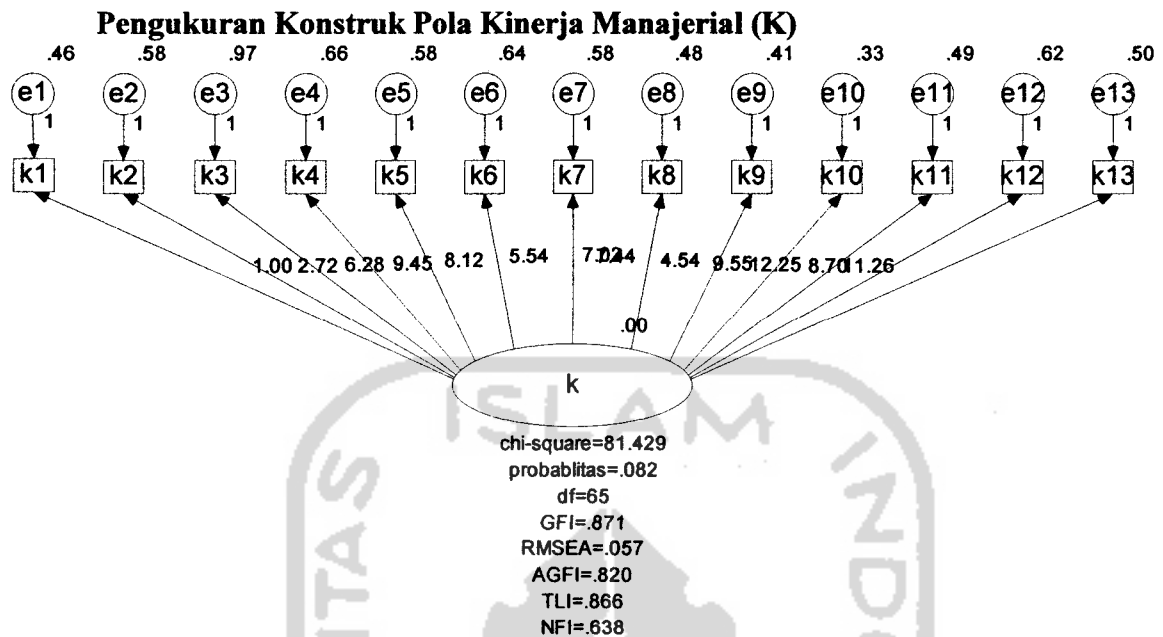 Pengukuran Konstruk Pola Kinerja Manajerial (K)
.46 .58 .97 .66 .58 .64 .58 .48 .41 .33 .49 .62 .50
e1 e2 e3 e4 e5 e6 e7 e8 e9 e10 e11 e12 e13
1 1 1 1 1 1 1 1 1 1 1 1 1
k1 k2 k3 k4 k5 k6 k7 k8 k9 k10 k11 k12 k13
1.00 2.72 6.28 9.45 8.12 5.54 4.54 9.55 12.25 8.70 11.26
.00
k
ISLAM
chi-square=81.429
probablitas=.082
df=65
GFI=.871
RMSEA=.057
AGFI=.820
TLI=.866
NFI=.638
ITAS
INDO